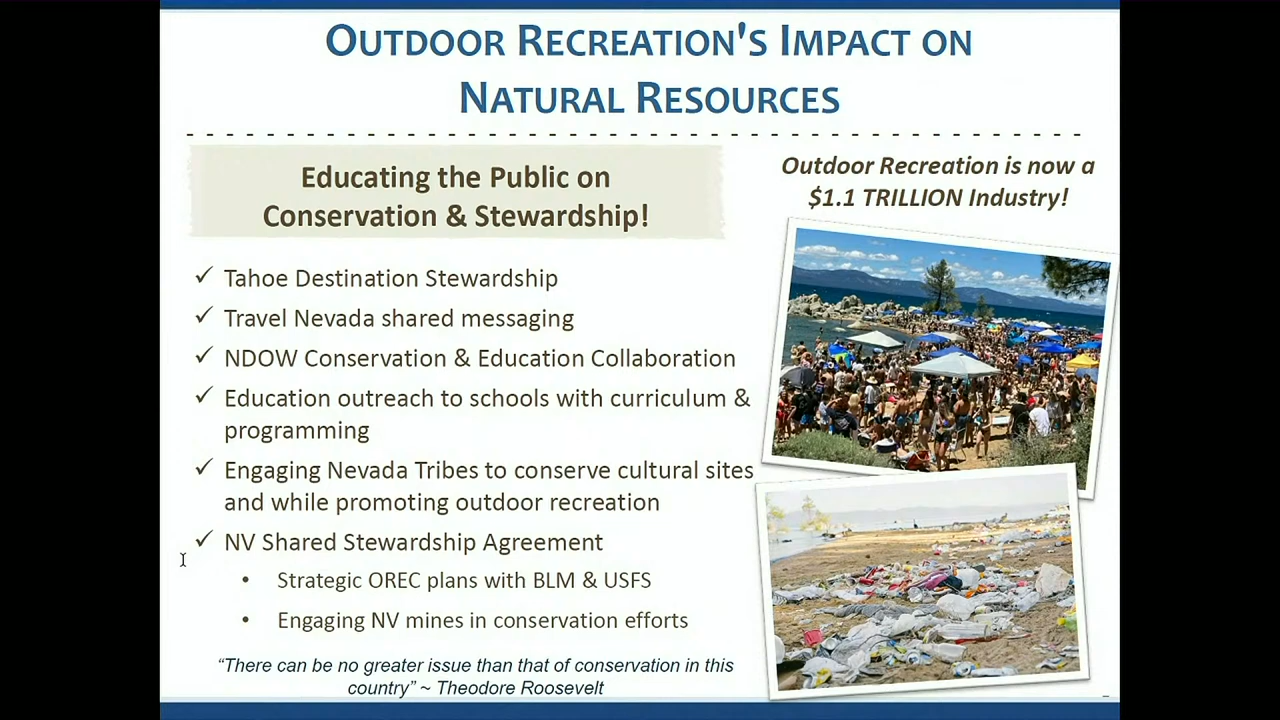 OUTDOOR RECREATION'S IMPACT ON
NATURAL RESOURCES
Educating the Public on
Conservation & Stewardship!
✓ Tahoe Destination Stewardship
✓ Travel Nevada shared messaging
✓ NDOW Conservation & Education Collaboration
✓ Education outreach to schools with curriculum &
programming
✓ Engaging Nevada Tribes to conserve cultural sites
and while promoting outdoor recreation
✓ NV Shared Stewardship Agreement
• Strategic OREC plans with BLM & USFS
• Engaging NV mines in conservation efforts
“There can be no greater issue than that of conservation in this
country” ~ Theodore Roosevelt
Outdoor Recreation is now a
$1.1 TRILLION Industry!